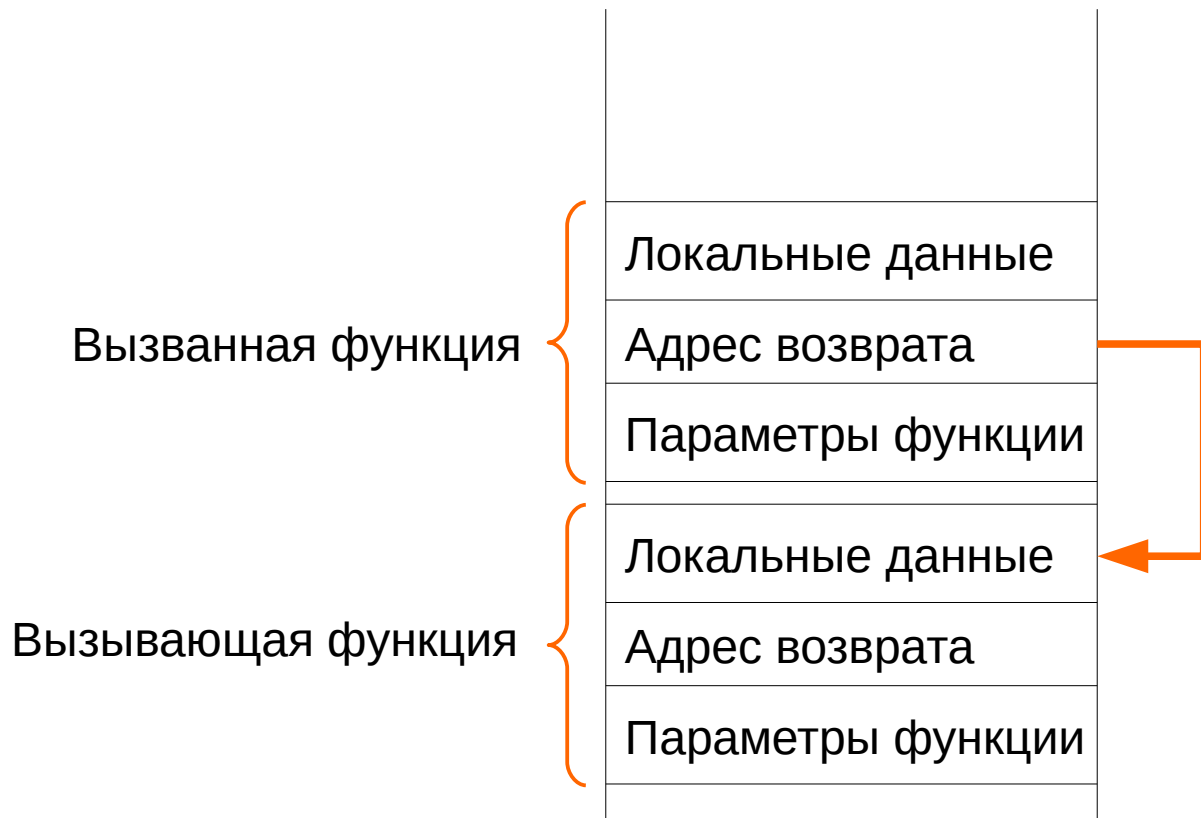 Локальные данные
Вызванная функция
Адрес возврата
Параметры функции
Локальные данные
Вызывающая функция
Адрес возврата
Параметры функции